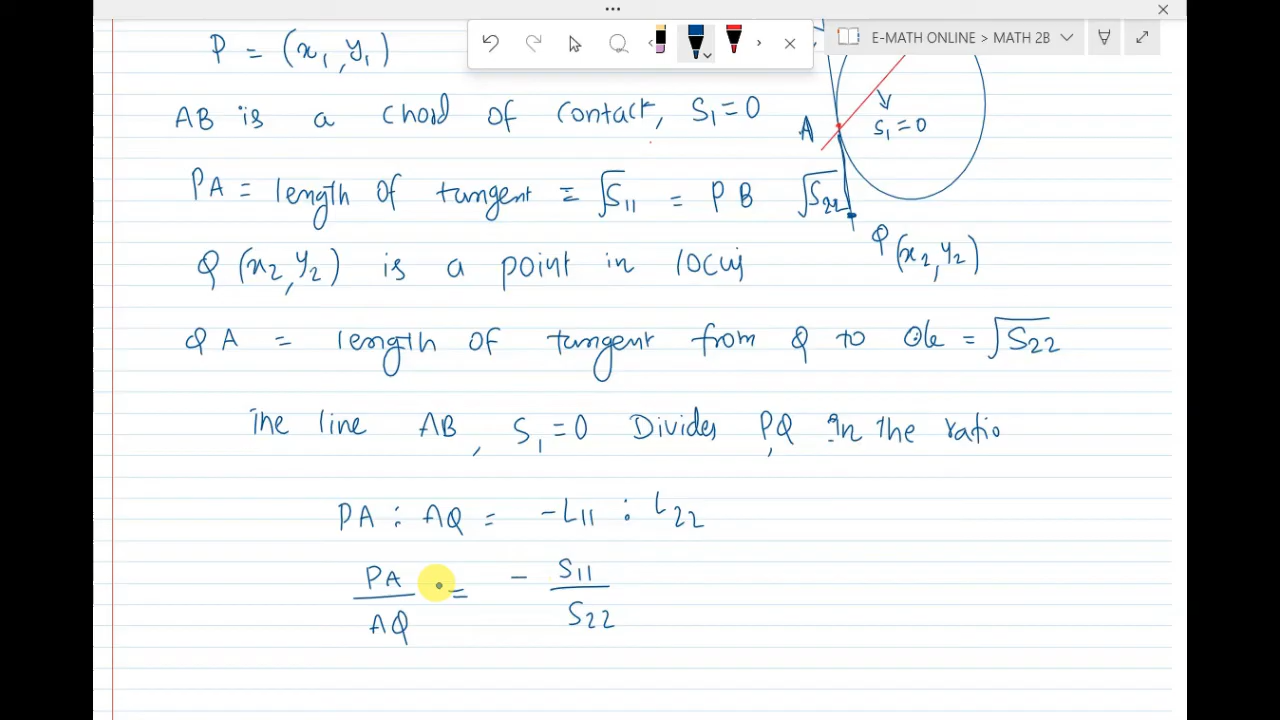 E-MATH ONLINE > MATH 2B
P = (x₁, y₁)
AB is a chord of contact, S₁=0
A
S₁ = 0
PA = length of tangent = √S₁₁ = PB √S₂₂
Q (x₂, y₂)
Q (x₂, y₂) is a point in locus
QA = length of tangent from Q to Ole = √S₂₂
The line AB, S₁=0 Divides PQ, in the ratio
PA : AQ = -L₁₁ : L₂₂
PA/AQ = - S₁₁/S₂₂